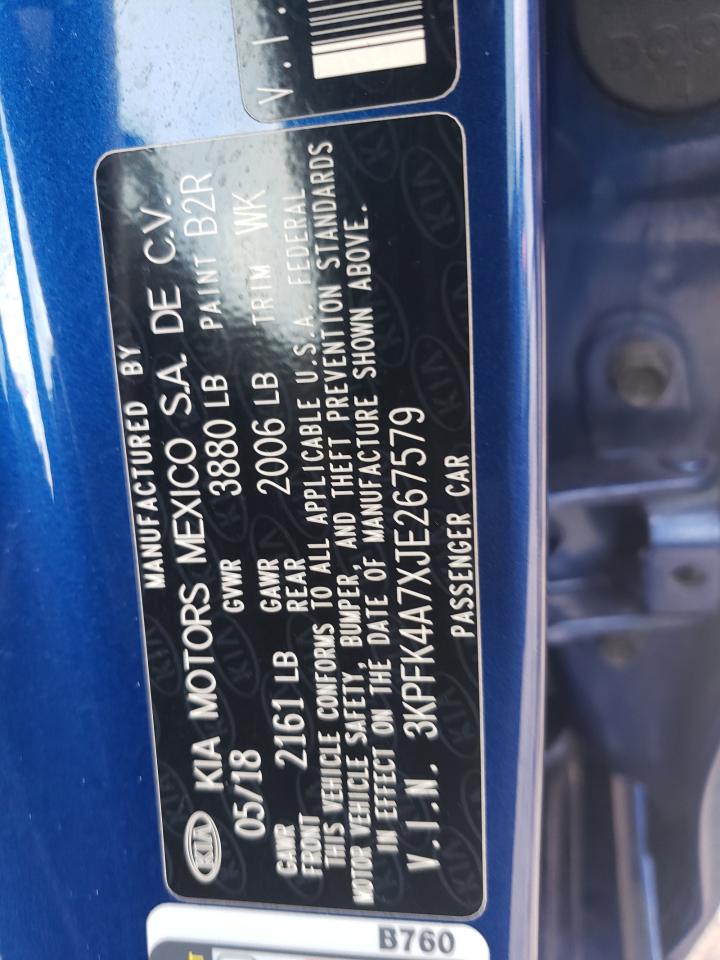 MANUFACTURED BY
KIA KIA MOTORS MEXICO S.A. DE C.V.
05/18 GVWR 3880 LB PAINT B2R
GAWR FRONT 2161 LB GAWR REAR 2006 LB TRIM WK
THIS VEHICLE CONFORMS TO ALL APPLICABLE U.S.A. FEDERAL
MOTOR VEHICLE SAFETY, BUMPER, AND THEFT PREVENTION STANDARDS
IN EFFECT ON THE DATE OF MANUFACTURE SHOWN ABOVE.
V.I.N. 3KPFK4A7XJE267579
PASSENGER CAR
V.I.
B760